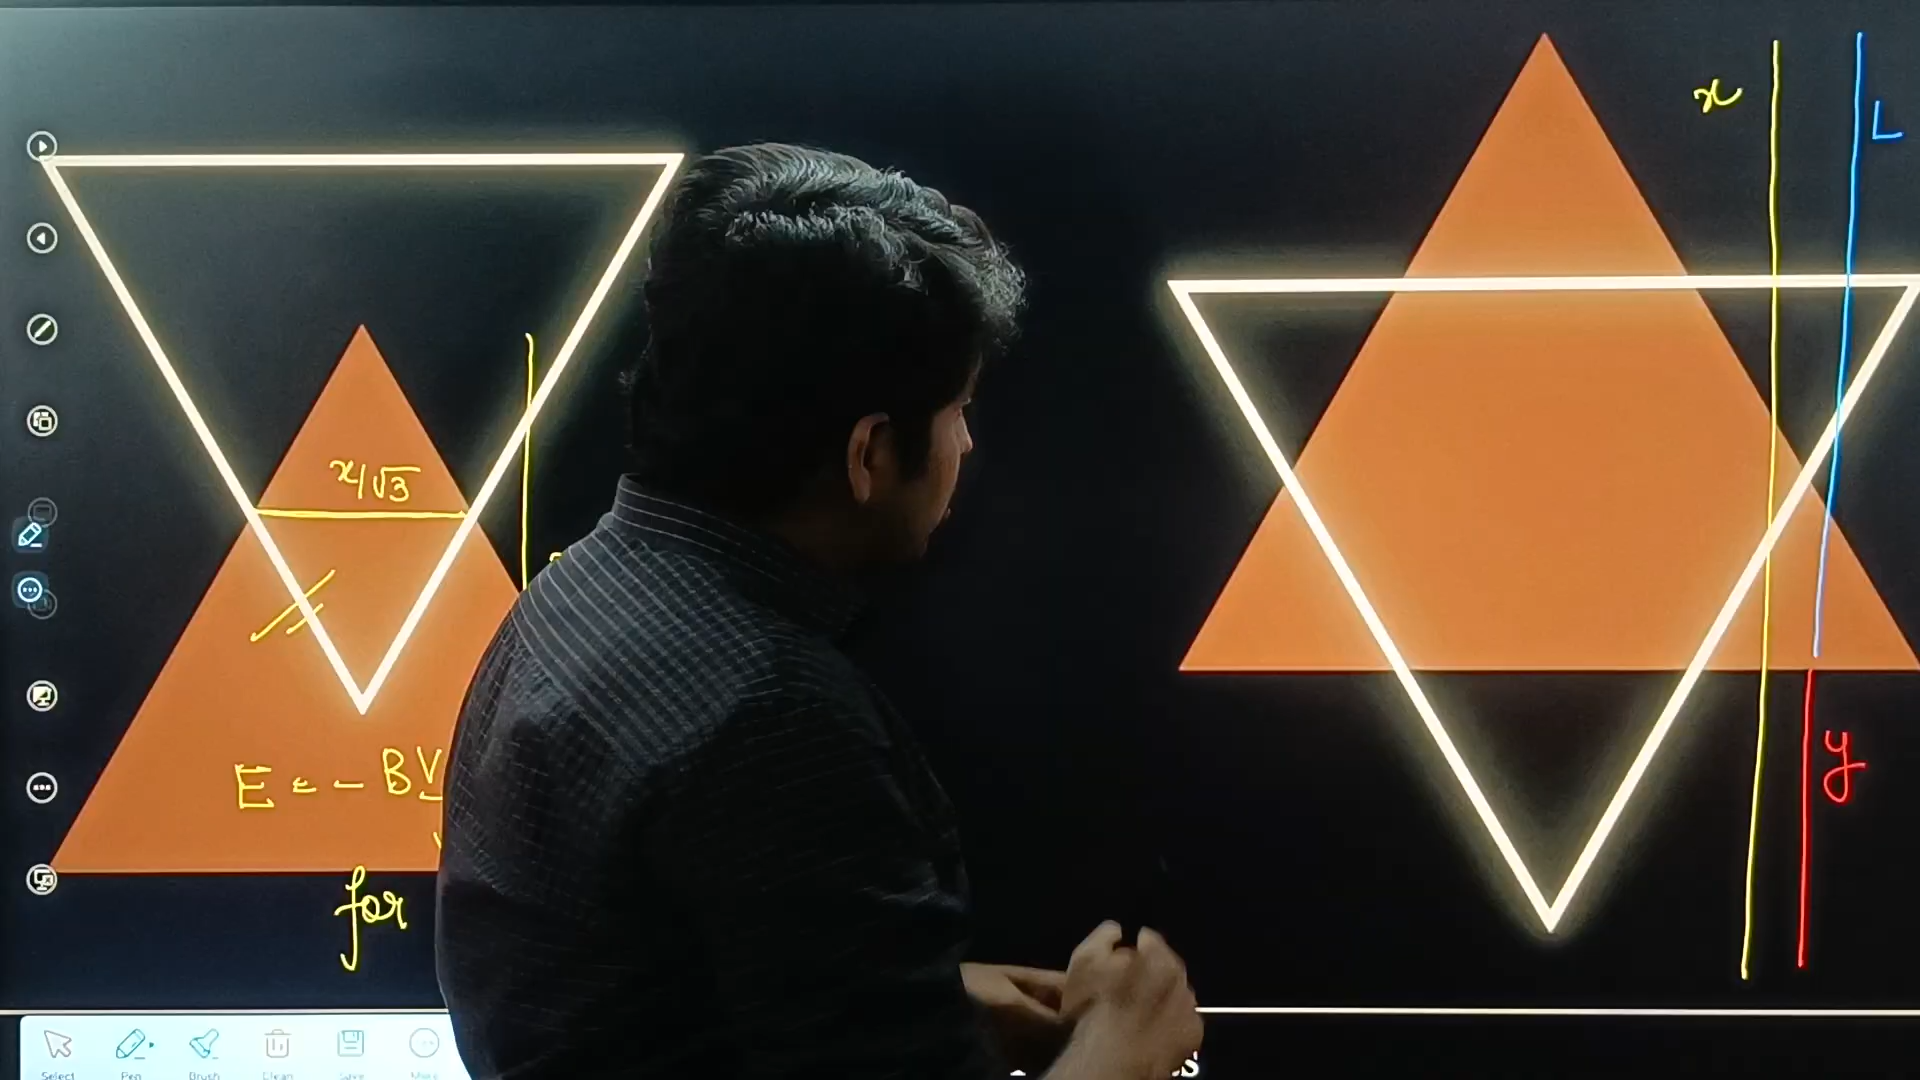 x
L
x/√3
y
E = - BV
for
Select Pen Brush Clean Save More